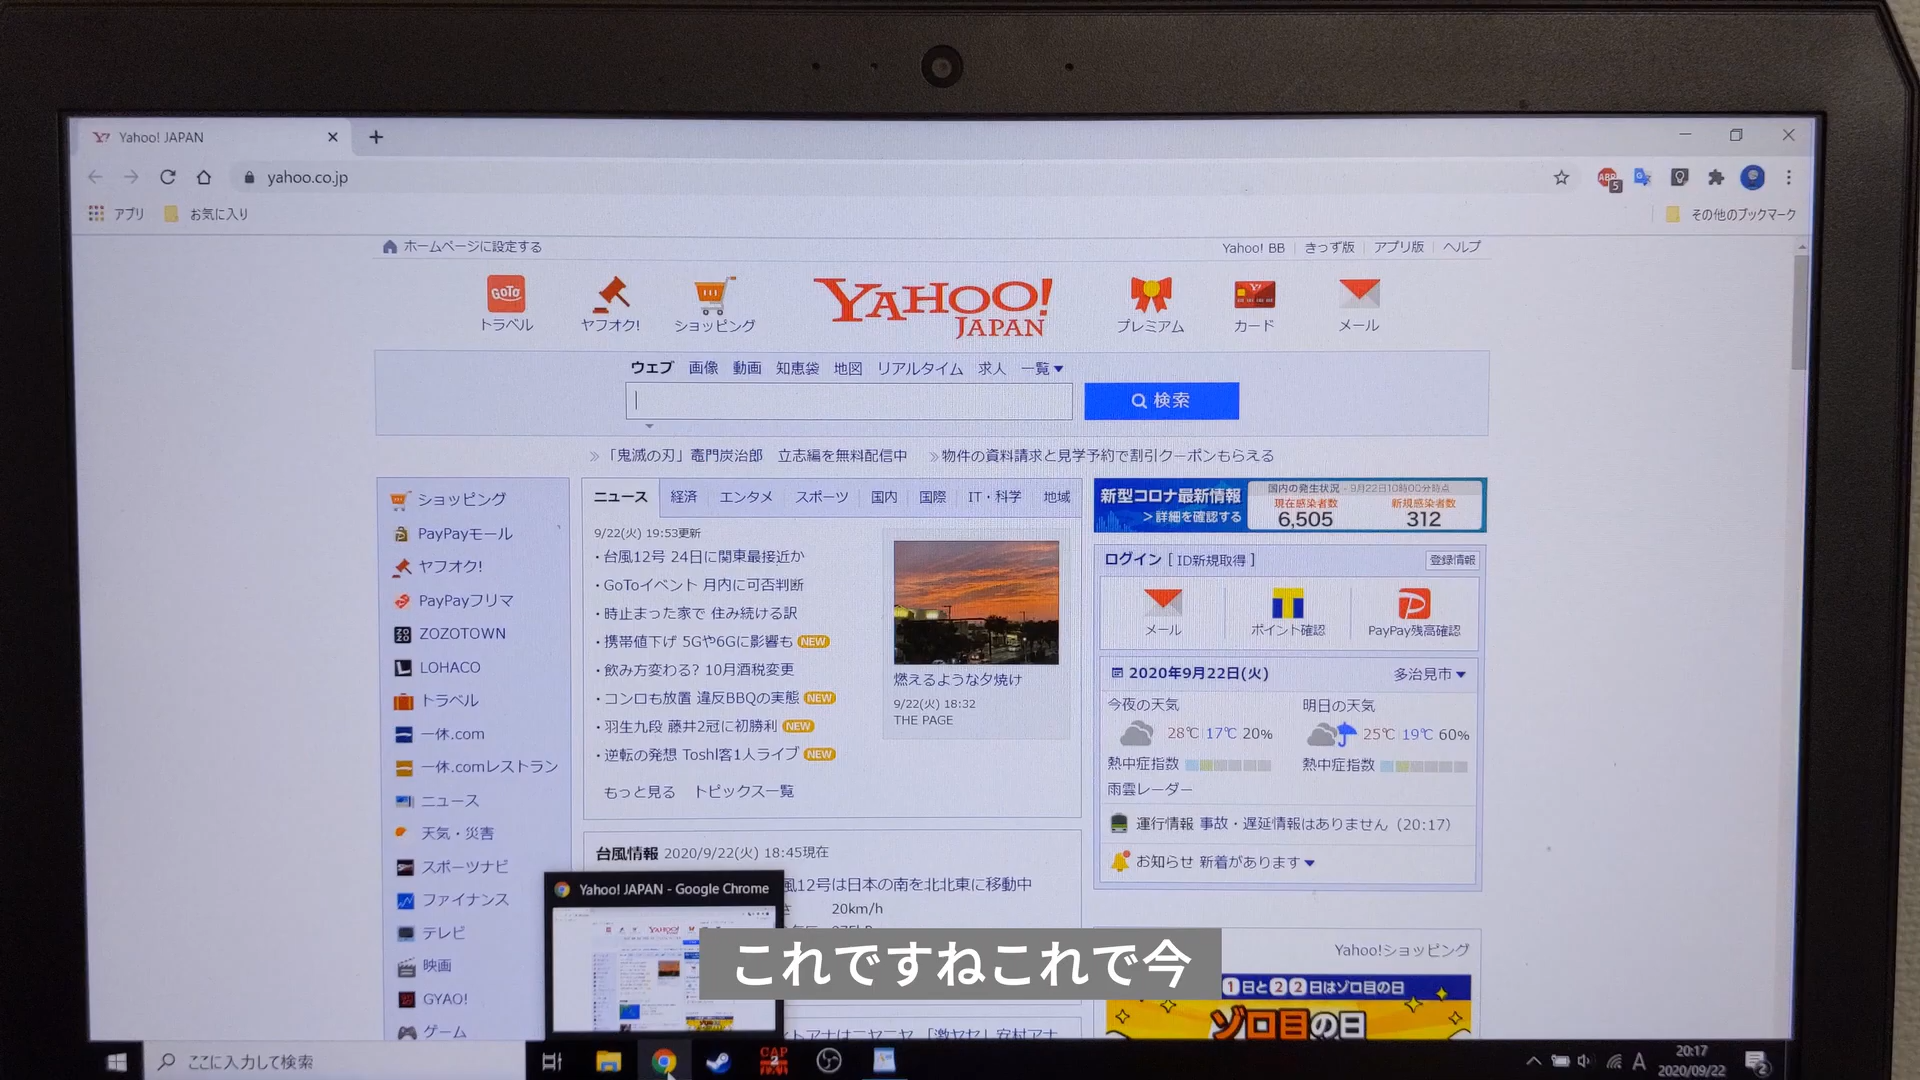 Yahoo! JAPAN
yahoo.co.jp
ABP 5
アプリ お気に入り その他のブックマーク
ホームページに設定する Yahoo! BB きっず版 アプリ版 ヘルプ
GoTo YAHOO! JAPAN
トラベル ヤフオク! ショッピング プレミアム カード メール
ウェブ 画像 動画 知恵袋 地図 リアルタイム 求人 一覧▼
検索
「鬼滅の刃」竈門炭治郎 立志編を無料配信中 物件の資料請求と見学予約で割引クーポンもらえる
ショッピング
PayPayモール
ヤフオク!
PayPayフリマ
ZOZOTOWN
LOHACO
トラベル
一休.com
一休.comレストラン
ニュース
天気・災害
スポーツナビ
ファイナンス
テレビ
映画
GYAO!
ゲーム
ニュース 経済 エンタメ スポーツ 国内 国際 IT・科学 地域
9/22(火) 19:53更新
・台風12号 24日に関東最接近か
・GoToイベント 月内に可否判断
・時止まった家で 住み続ける訳
・携帯値下げ 5Gや6Gに影響も NEW
・飲み方変わる? 10月酒税変更
・コンロも放置 違反BBQの実態 NEW
・羽生九段 藤井2冠に初勝利 NEW
・逆転の発想 Toshl客1人ライブ NEW
もっと見る トピックス一覧
燃えるような夕焼け
9/22(火) 18:32
THE PAGE
台風情報 2020/9/22(火) 18:45現在
風12号は日本の南を北北東に移動中
20km/h
新型コロナ最新情報
>詳細を確認する
国内の発生状況 - 9月22日10時00分時点
現在感染者数 新規感染者数
6,505 312
ログイン [ ID新規取得 ] 登録情報
メール ポイント確認 PayPay残高確認
2020年9月22日(火) 多治見市▼
今夜の天気 明日の天気
28℃ 17℃ 20% 25℃ 19℃ 60%
熱中症指数 熱中症指数
雨雲レーダー
運行情報 事故・遅延情報はありません (20:17)
お知らせ 新着があります▼
Yahoo!ショッピング
11日と22日はゾロ目の日
ゾロ目の日
Yahoo! JAPAN - Google Chrome
これですねこれで今
ここに入力して検索
CAP 2
A
20:17
2020/09/22
2